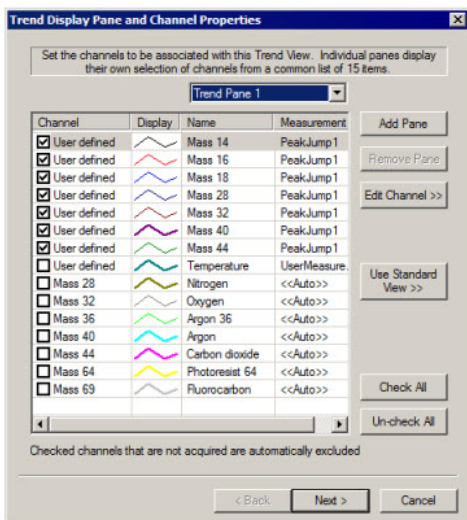 Trend Display Pane and Channel Properties
Set the channels to be associated with this Trend View. Individual panes display
their own selection of channels from a common list of 15 items.
Trend Pane 1
Channel Display Name Measurement
User defined Mass 14 PeakJump1
User defined Mass 16 PeakJump1
User defined Mass 18 PeakJump1
User defined Mass 28 PeakJump1
User defined Mass 32 PeakJump1
User defined Mass 40 PeakJump1
User defined Mass 44 PeakJump1
User defined Temperature UserMeasure.
Mass 28 Nitrogen <<Auto>>
Mass 32 Oxygen <<Auto>>
Mass 36 Argon 36 <<Auto>>
Mass 40 Argon <<Auto>>
Mass 44 Carbon dioxide <<Auto>>
Mass 64 Photoresist 64 <<Auto>>
Mass 69 Fluorocarbon <<Auto>>
Add Pane
Remove Pane
Edit Channel >>
Use Standard
View >>
Check All
Un-check All
Checked channels that are not acquired are automatically excluded
< Back
Next >
Cancel